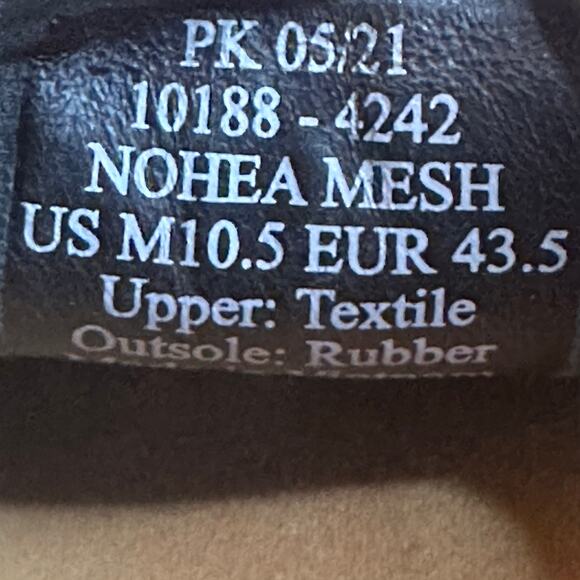 PK 05/21
10188 - 4242
NOHEA MESH
US M10.5 EUR 43.5
Upper: Textile
Outsole: Rubber